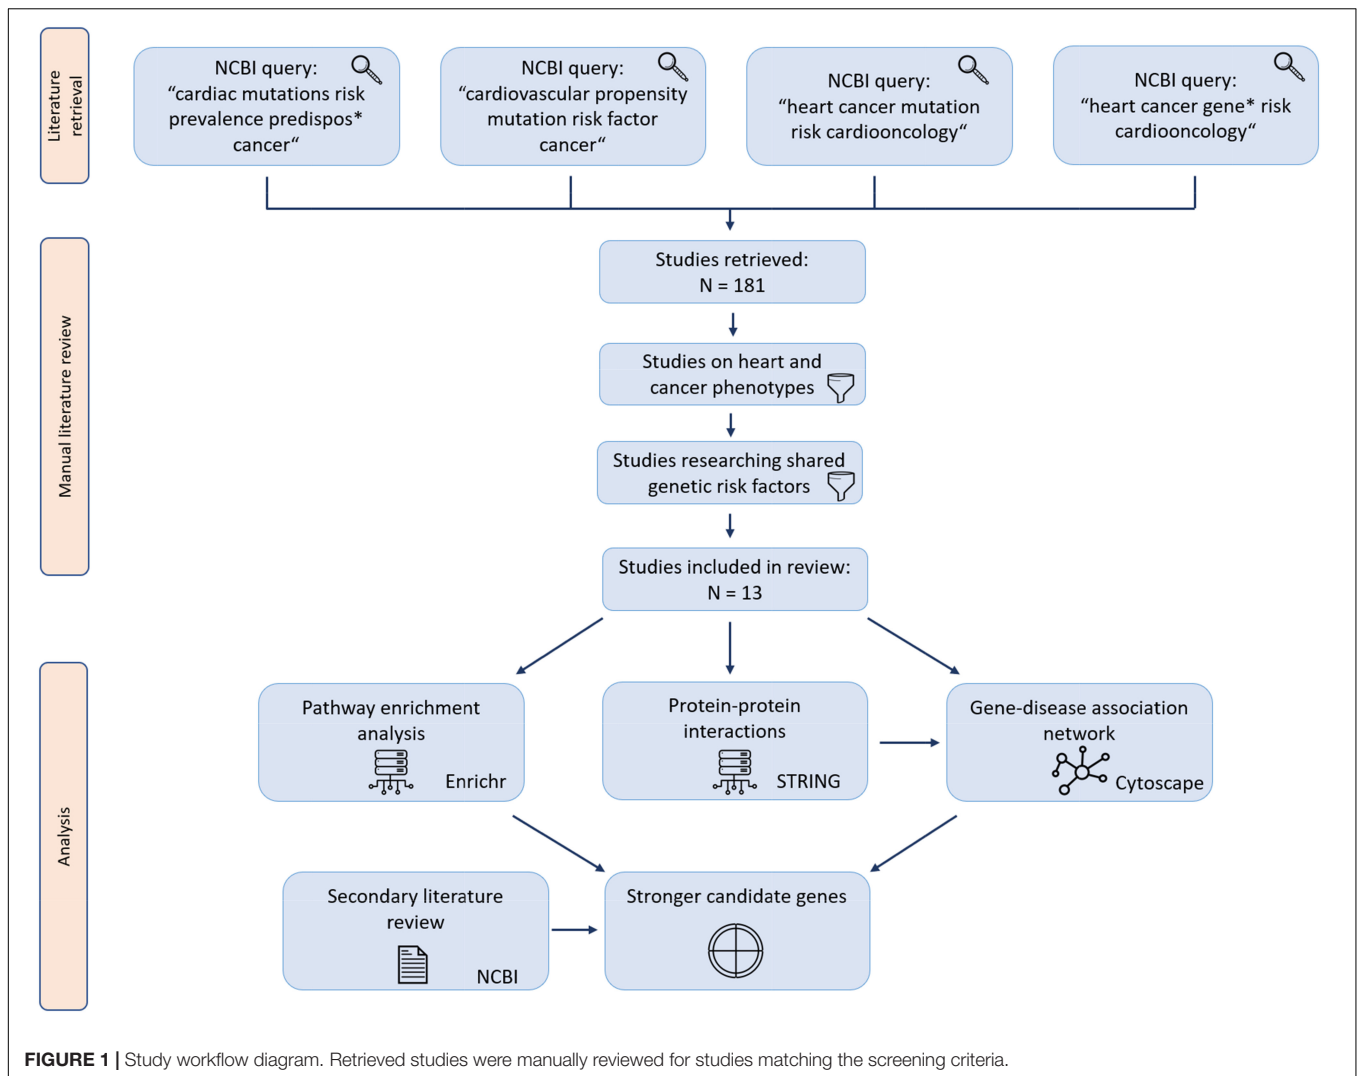 Literature
retrieval
NCBI query:
“cardiac mutations risk
prevalence predispos*
cancer“
NCBI query:
“cardiovascular propensity
mutation risk factor
cancer“
NCBI query:
“heart cancer mutation
risk cardiooncology“
NCBI query:
“heart cancer gene* risk
cardiooncology“
Manual literature review
Studies retrieved:
N = 181
Studies on heart and
cancer phenotypes
Studies researching shared
genetic risk factors
Studies included in review:
N = 13
Analysis
Pathway enrichment
analysis
Enrichr
Protein-protein
interactions
STRING
Gene-disease association
network
Cytoscape
Secondary literature
review
NCBI
Stronger candidate genes
FIGURE 1 | Study workflow diagram. Retrieved studies were manually reviewed for studies matching the screening criteria.